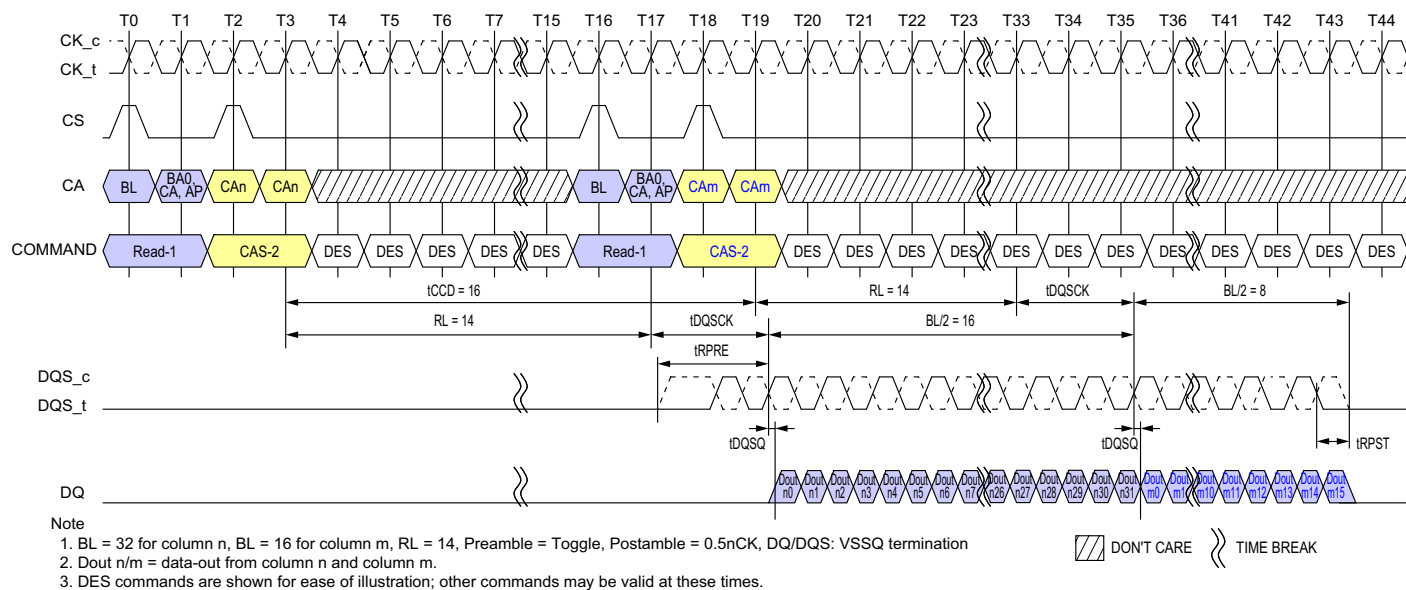 T0 T1 T2 T3 T4 T5 T6 T7 T15 T16 T17 T18 T19 T20 T21 T22 T23 T33 T34 T35 T36 T41 T42 T43 T44
CK_c
CK_t
CS
CA BL BA0, CA, AP CAn CAn BL BA0, CA, AP CAm CAm
COMMAND Read-1 CAS-2 DES DES DES DES DES Read-1 CAS-2 DES DES DES DES DES DES DES DES DES DES DES DES
tCCD = 16 RL = 14 tDQSCK BL/2 = 8
RL = 14 tDQSCK BL/2 = 16
tRPRE
DQS_c
DQS_t
tDQSQ tDQSQ tRPST
DQ Dout n0 Dout n1 Dout n2 Dout n3 Dout n4 Dout n5 Dout n6 Dout n7 Dout n26 Dout n27 Dout n28 Dout n29 Dout n30 Dout n31 Dout m0 Dout m1 Dout m10 Dout m11 Dout m12 Dout m13 Dout m14 Dout m15
Note
1. BL = 32 for column n, BL = 16 for column m, RL = 14, Preamble = Toggle, Postamble = 0.5nCK, DQ/DQS: VSSQ termination
2. Dout n/m = data-out from column n and column m.
3. DES commands are shown for ease of illustration; other commands may be valid at these times.
DON'T CARE TIME BREAK